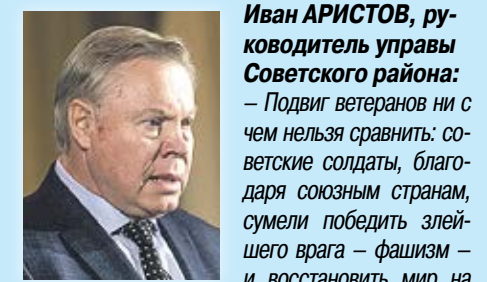 Иван АРИСТОВ, ру-
ководитель управы
Советского района:
– Подвиг ветеранов ни с
чем нельзя сравнить: со-
ветские солдаты, благо-
даря союзным странам,
сумели победить злей-
шего врага – фашизм –
и восстановить мир на